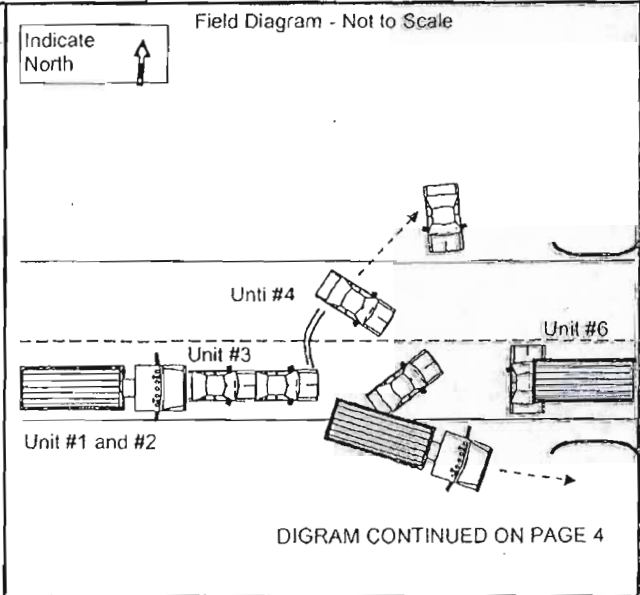 Field Diagram - Not to Scale
Indicate
North
Unti #4
Unit #6
Unit #3
Unit #1 and #2
DIGRAM CONTINUED ON PAGE 4